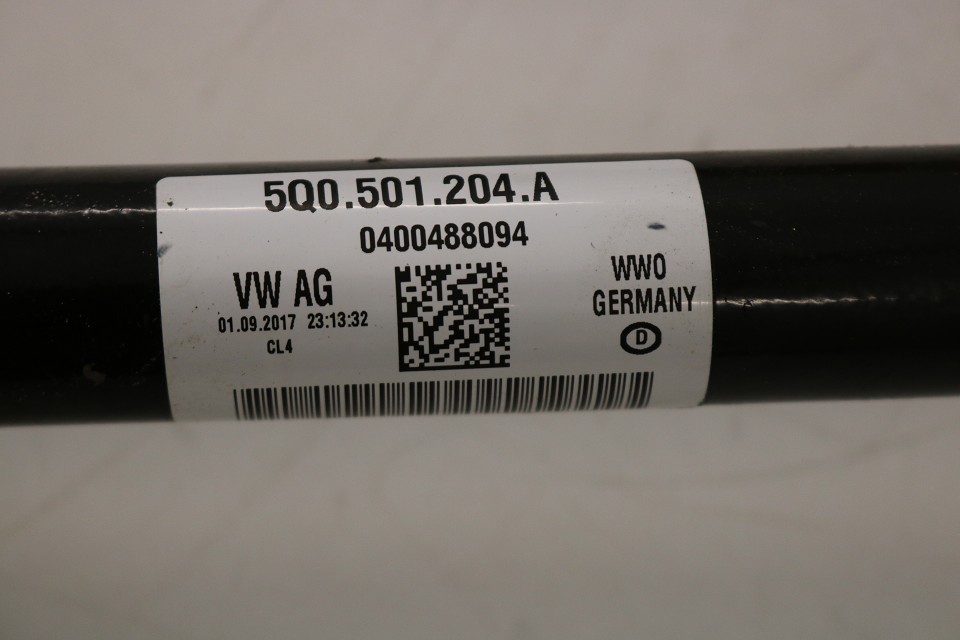 5Q0.501.204.A
0400488094
VW AG
01.09.2017 23:13:32
CL4
WWO
GERMANY
D